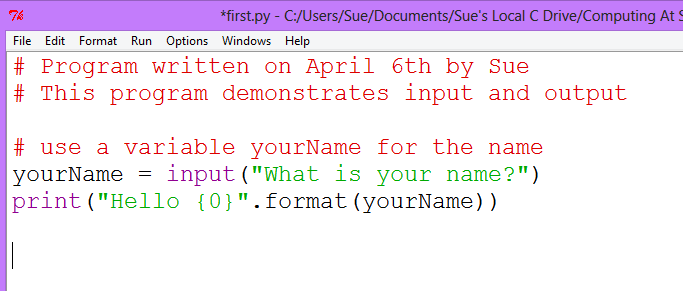 *first.py - C:/Users/Sue/Documents/Sue's Local C Drive/Computing At
File Edit Format Run Options Windows Help
# Program written on April 6th by Sue
# This program demonstrates input and output
# use a variable yourName for the name
yourName = input("What is your name?")
print("Hello {0}".format(yourName))